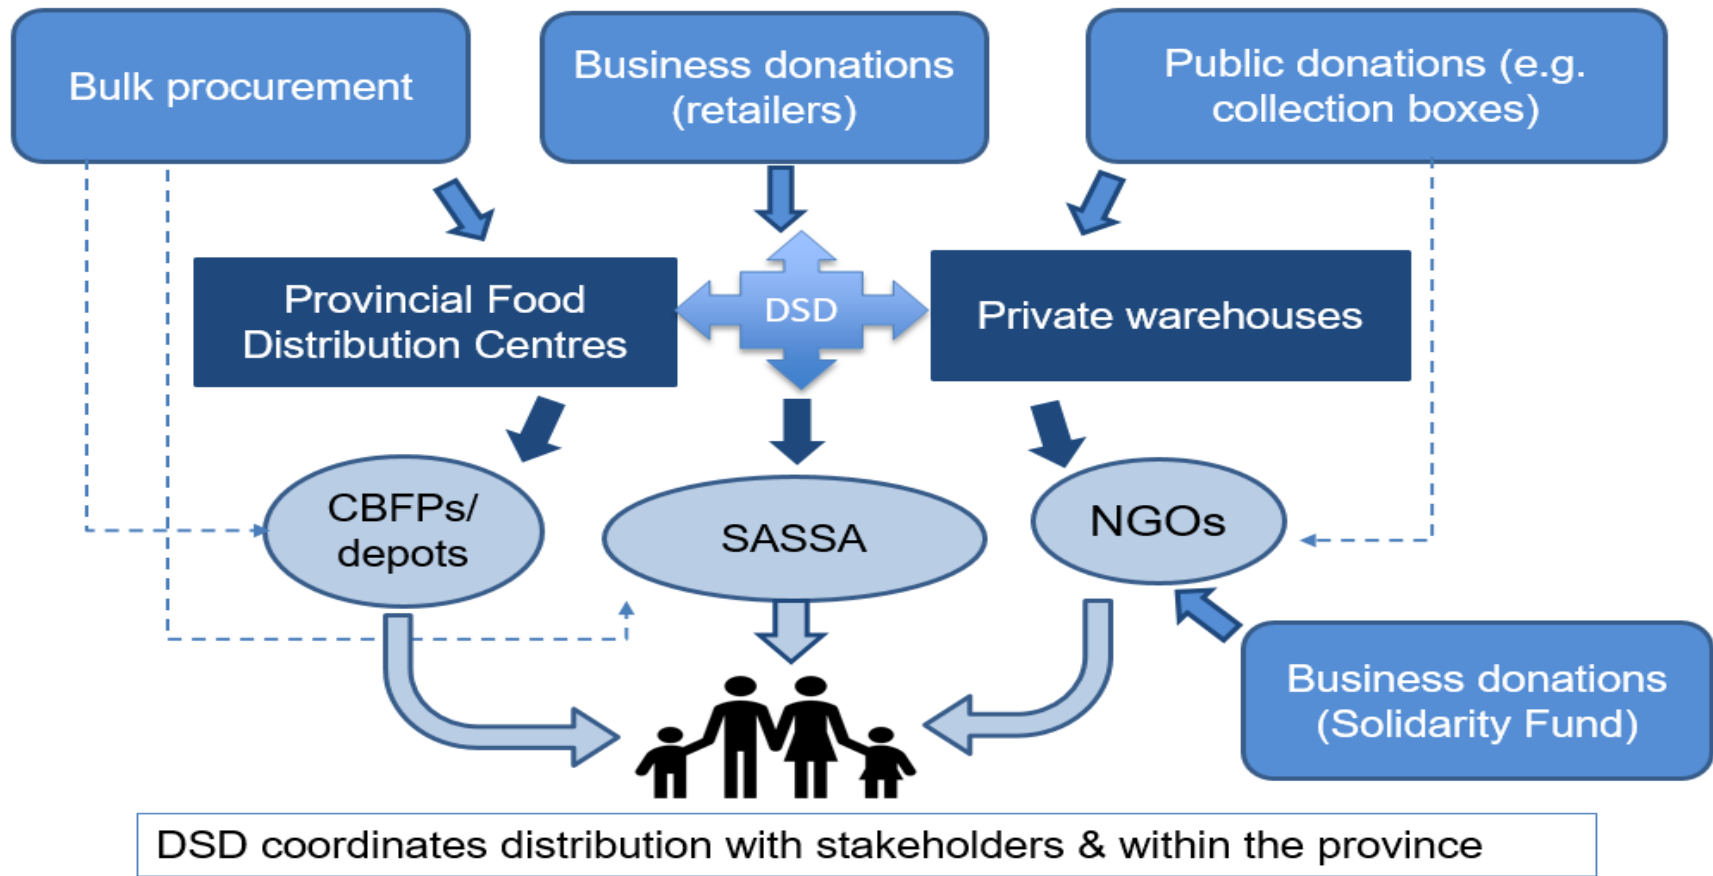 Bulk procurement
Business donations
(retailers)
Public donations (e.g.
collection boxes)
Provincial Food
Distribution Centres
DSD
Private warehouses
CBFPs/
depots
SASSA
NGOs
Business donations
(Solidarity Fund)
DSD coordinates distribution with stakeholders & within the province